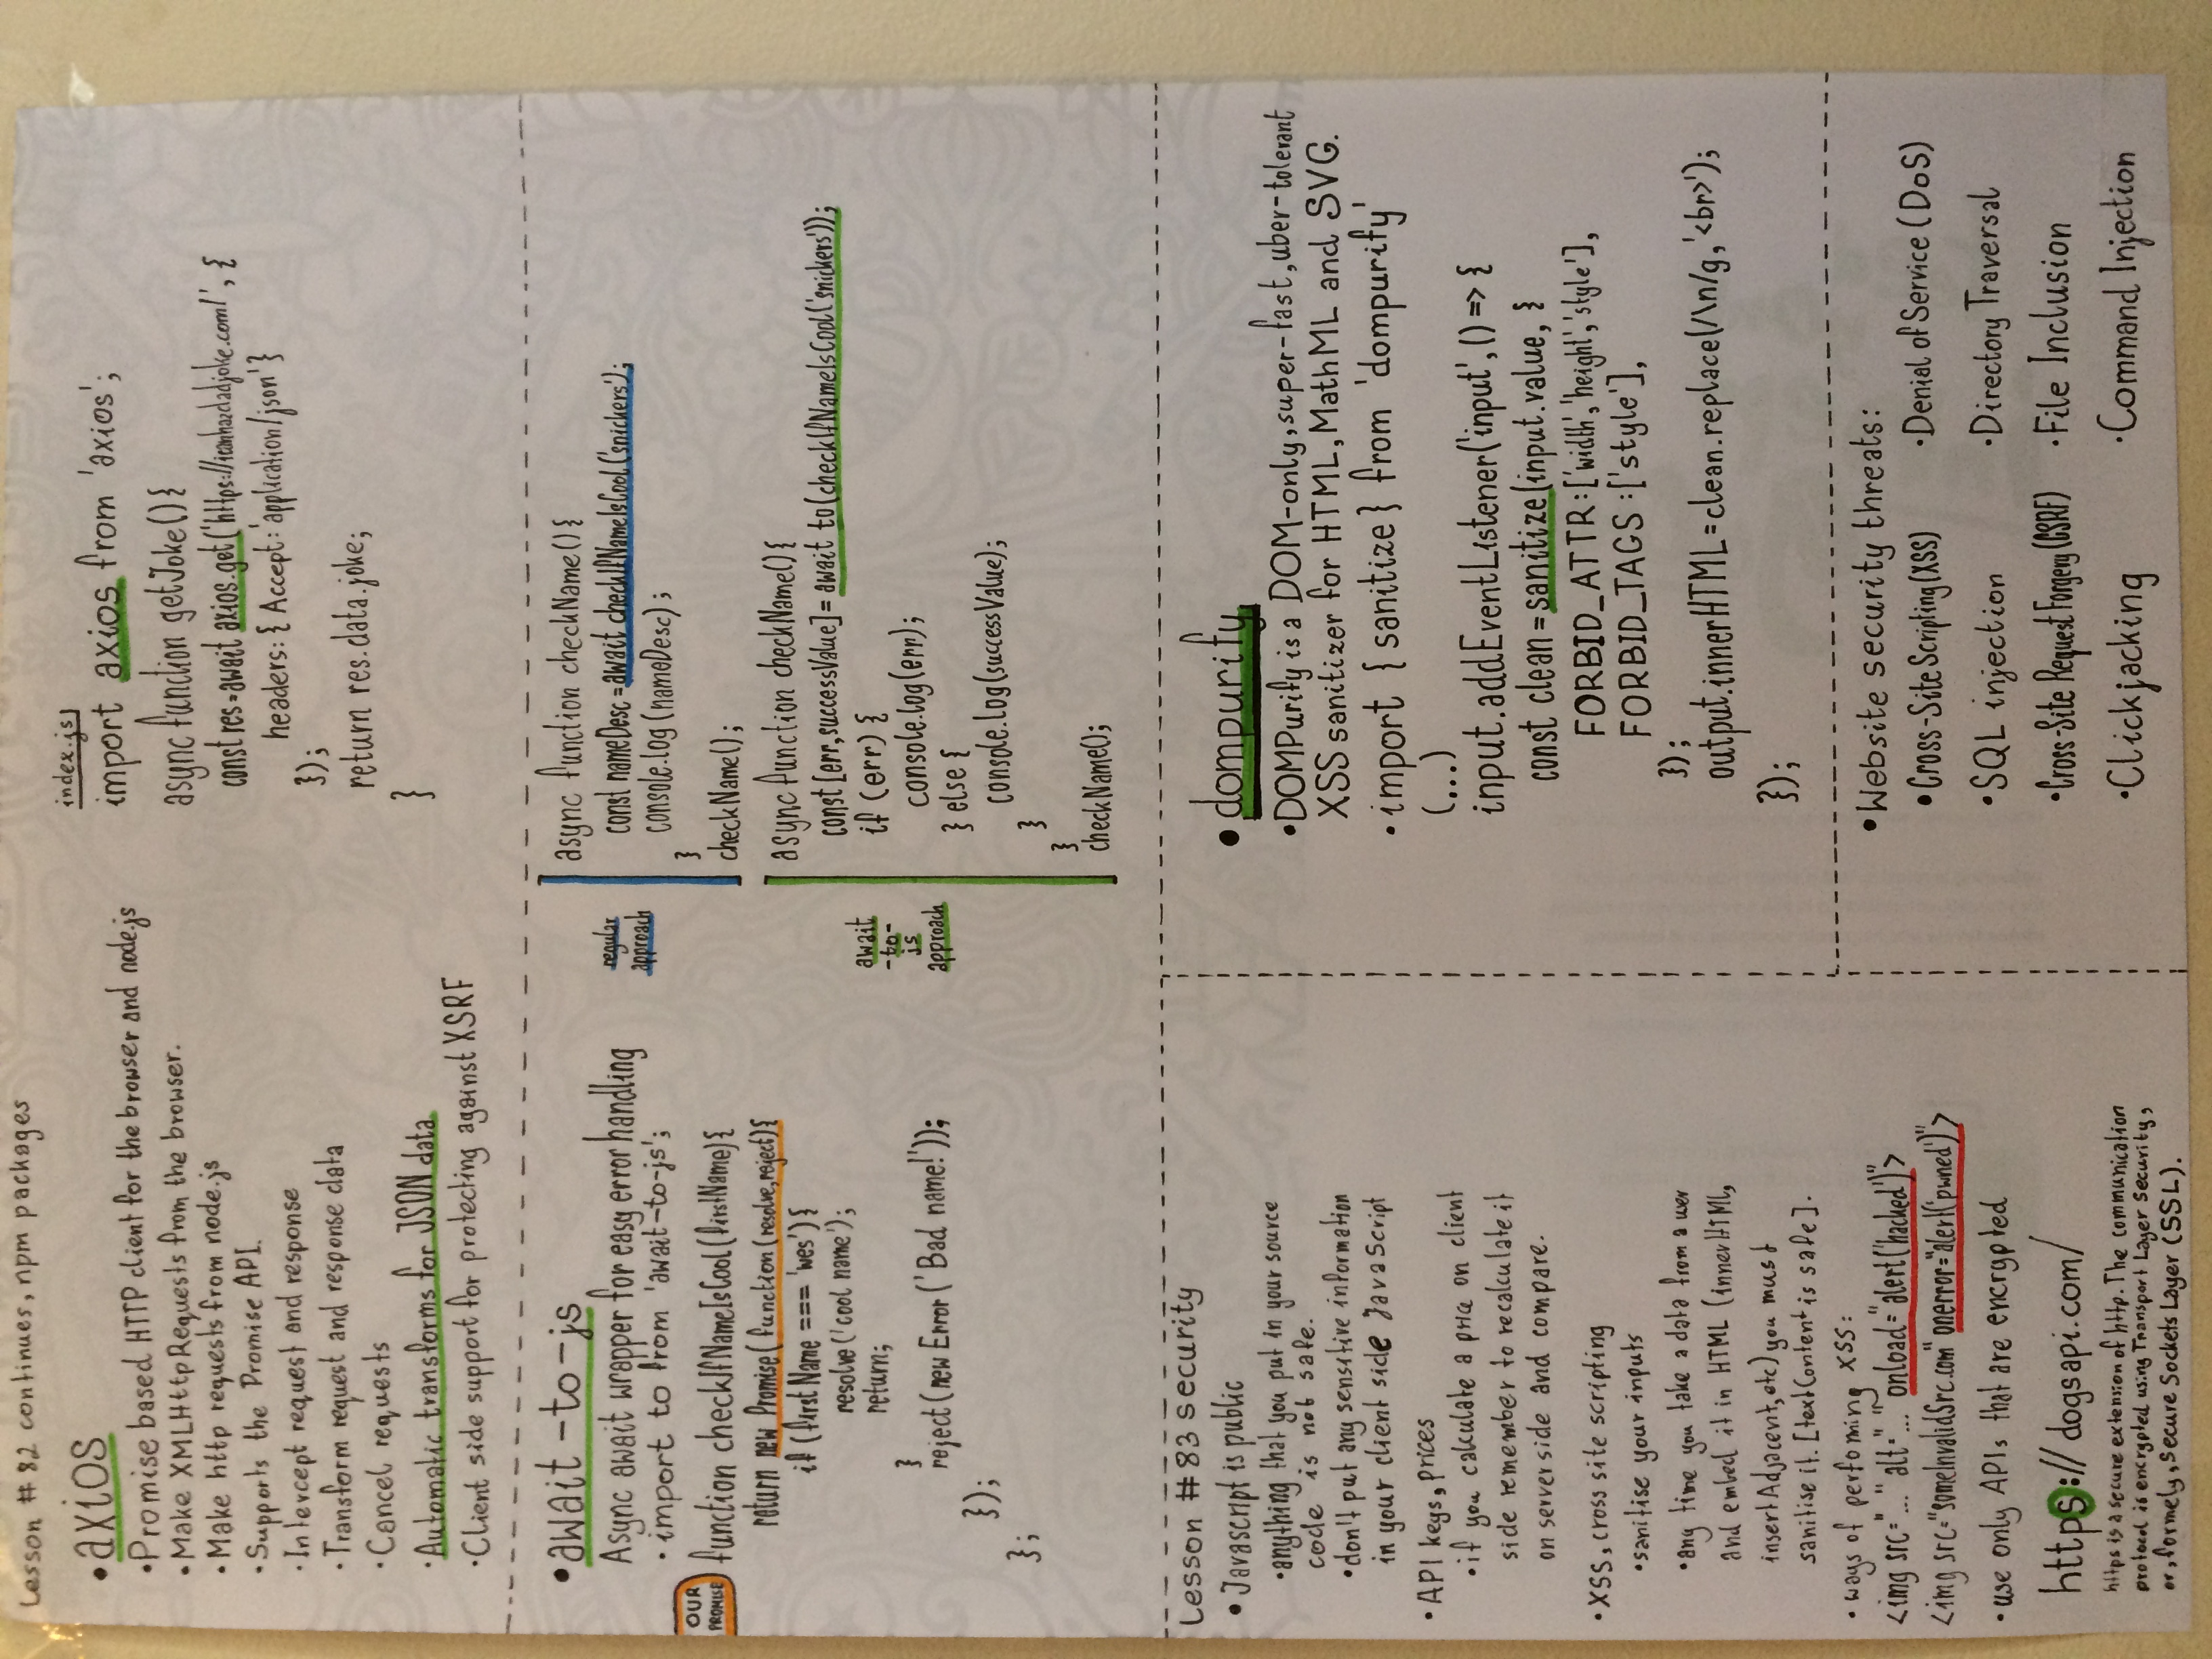 Lesson # 82 continues, npm packages
• axios
• Promise based HTTP client for the browser and node.js
• Make XMLHttpRequests from the browser.
• Make http requests from node.js
• Supports the Promise API.
• Intercept request and response
• Transform request and response data
• Cancel requests
• Automatic transforms for JSON data
• Client side support for protecting against XSRF
index.js
import axios from 'axios';
async function getJoke(){
const res=await axios.get('https://icanhazdadjoke.com/', {
headers: { Accept: 'application/json'}
});
return res.data.joke;
}
• await-to-js
Async await wrapper for easy error handling
• import to from 'await-to-js';
OUR
PROMISE
function checkIfNameIsCool(firstName){
return new Promise( function(resolve,reject){
if (firstName === 'wes'){
resolve('cool name');
return;
}
reject(new Error('Bad name!'));
});
};
regular
approach
async function checkName(){
const nameDesc = await checkIfNameIsCool('snickers');
console.log (nameDesc);
}
checkName();
await
-to-
js
approach
async function checkName(){
const [err,successValue]= await to(checkIfNameIsCool('snickers'));
if (err) {
console.log(err);
} else {
console.log(successValue);
}
}
checkName();
Lesson # 83 security
• Javascript is public
• anything that you put in your source
code is not safe.
• don't put any sensitive information
in your client side JavaScript
• API keys, prices
• if you calculate a price on client
side remember to recalculate it
on server side and compare.
• XSS, cross site scripting
• sanitise your inputs
• any time you take a data from a user
and embed it in HTML (innerHTML,
insertAdjacent, etc) you must
sanitise it. [textContent is safe].
• ways of perfoming XSS:
<img src="..." alt="..." onload="alert('hacked')">
<img src="someInvalidSrc.com" onerror="alert('pwned')">
• use only APIs that are encrypted
https://dogsapi.com/
https is a secure extension of http. The communication
protocol is encrypted using Transport Layer Security,
or, formely, Secure Sockets Layer (SSL).
• dompurify
• DOMPurify is a DOM-only, super-fast, uber-tolerant
XSS sanitizer for HTML, MathML and SVG.
• import { sanitize } from 'dompurify'
(...)
input.addEventListener('input', () => {
const clean = sanitize(input.value, {
FORBID_ATTR: ['width', 'height', 'style'],
FORBID_TAGS: ['style'],
});
output.innerHTML = clean.replace(/\n/g, '<br>');
});
• Website security threats:
• Cross-Site Scripting (XSS)
• SQL injection
• Cross-Site Request Forgery (CSRF)
• Clickjacking
• Denial of Service (DoS)
• Directory Traversal
• File Inclusion
• Command Injection